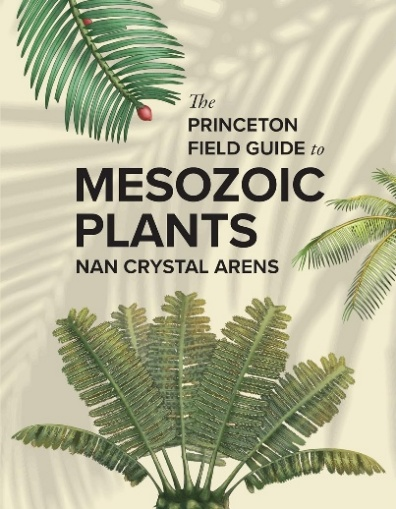 The
PRINCETON
FIELD GUIDE to
MESOZOIC
PLANTS
NAN CRYSTAL ARENS